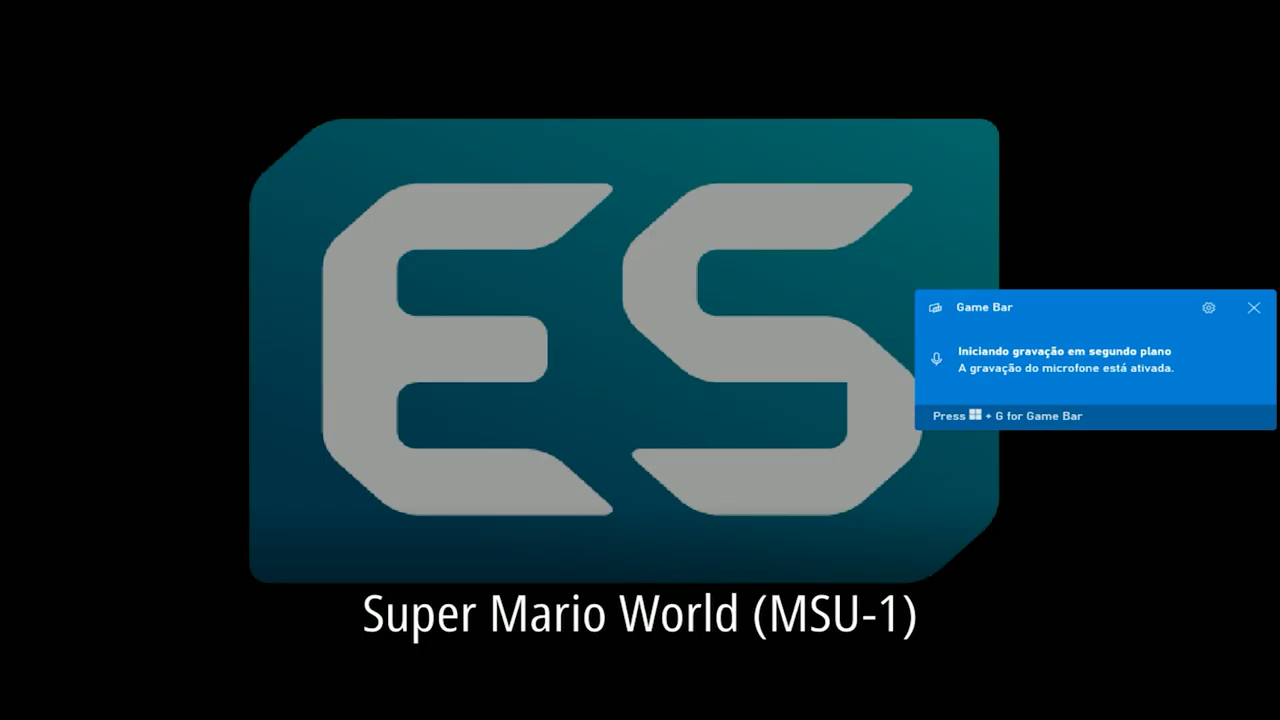 ES
Game Bar
Iniciando gravação em segundo plano
A gravação do microfone está ativada.
Press + G for Game Bar
Super Mario World (MSU-1)